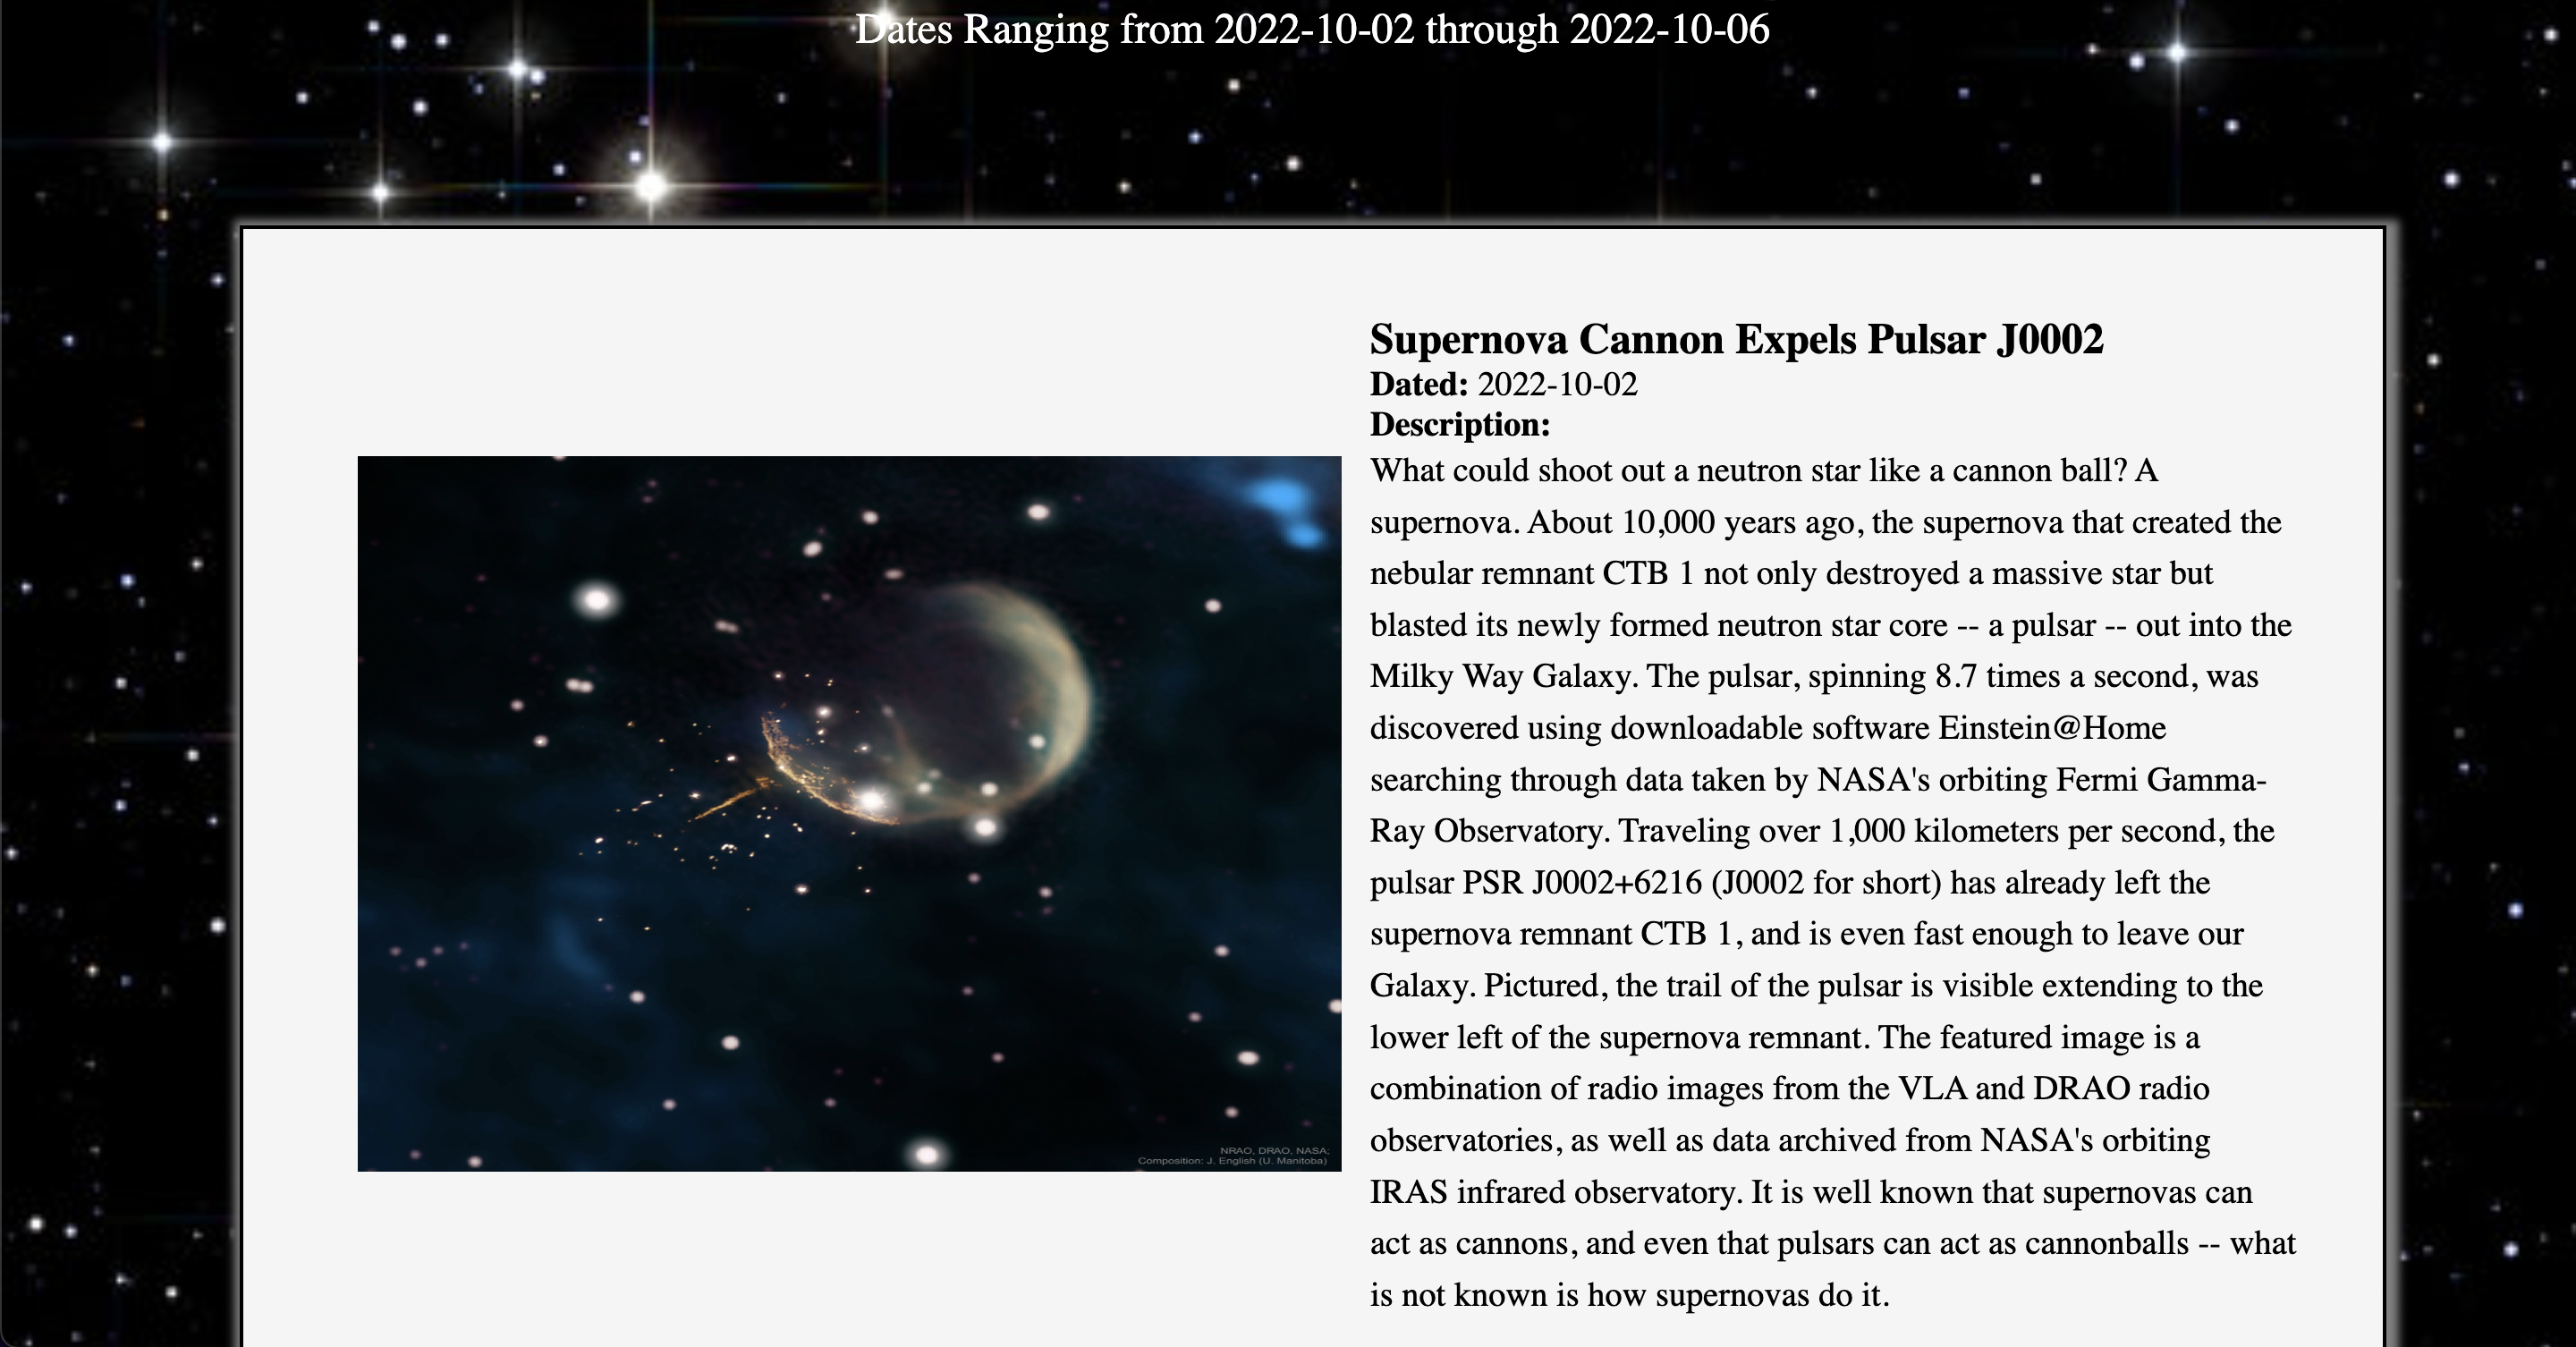 Dates Ranging from 2022-10-02 through 2022-10-06
Supernova Cannon Expels Pulsar J0002
Dated: 2022-10-02
Description:
What could shoot out a neutron star like a cannon ball? A
supernova. About 10,000 years ago, the supernova that created the
nebular remnant CTB 1 not only destroyed a massive star but
blasted its newly formed neutron star core -- a pulsar -- out into the
Milky Way Galaxy. The pulsar, spinning 8.7 times a second, was
discovered using downloadable software Einstein@Home
searching through data taken by NASA's orbiting Fermi Gamma-
Ray Observatory. Traveling over 1,000 kilometers per second, the
pulsar PSR J0002+6216 (J0002 for short) has already left the
supernova remnant CTB 1, and is even fast enough to leave our
Galaxy. Pictured, the trail of the pulsar is visible extending to the
lower left of the supernova remnant. The featured image is a
combination of radio images from the VLA and DRAO radio
observatories, as well as data archived from NASA's orbiting
IRAS infrared observatory. It is well known that supernovas can
act as cannons, and even that pulsars can act as cannonballs -- what
is not known is how supernovas do it.
NRAO, DRAO, NASA;
Composition: J. English (U. Manitoba)